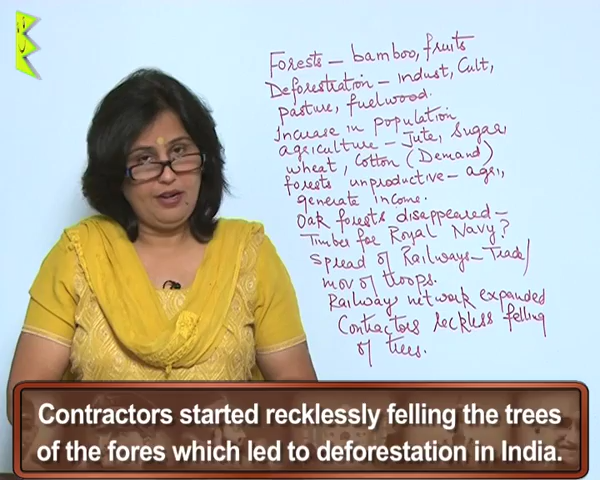 Forests – bamboo, fruits
Deforestation – indust, Cult,
pasture, fuelwood.
Increase in population
agriculture – Jute, Sugar,
wheat, Cotton (Demand)
forests unproductive – agri,
generate income.
Oak forests disappeared –
Timber for Royal Navy?
Spread of Railways – Trade/
mov of troops.
Railways network expanded
Contractors reckless felling
of trees.
Contractors started recklessly felling the trees
of the fores which led to deforestation in India.